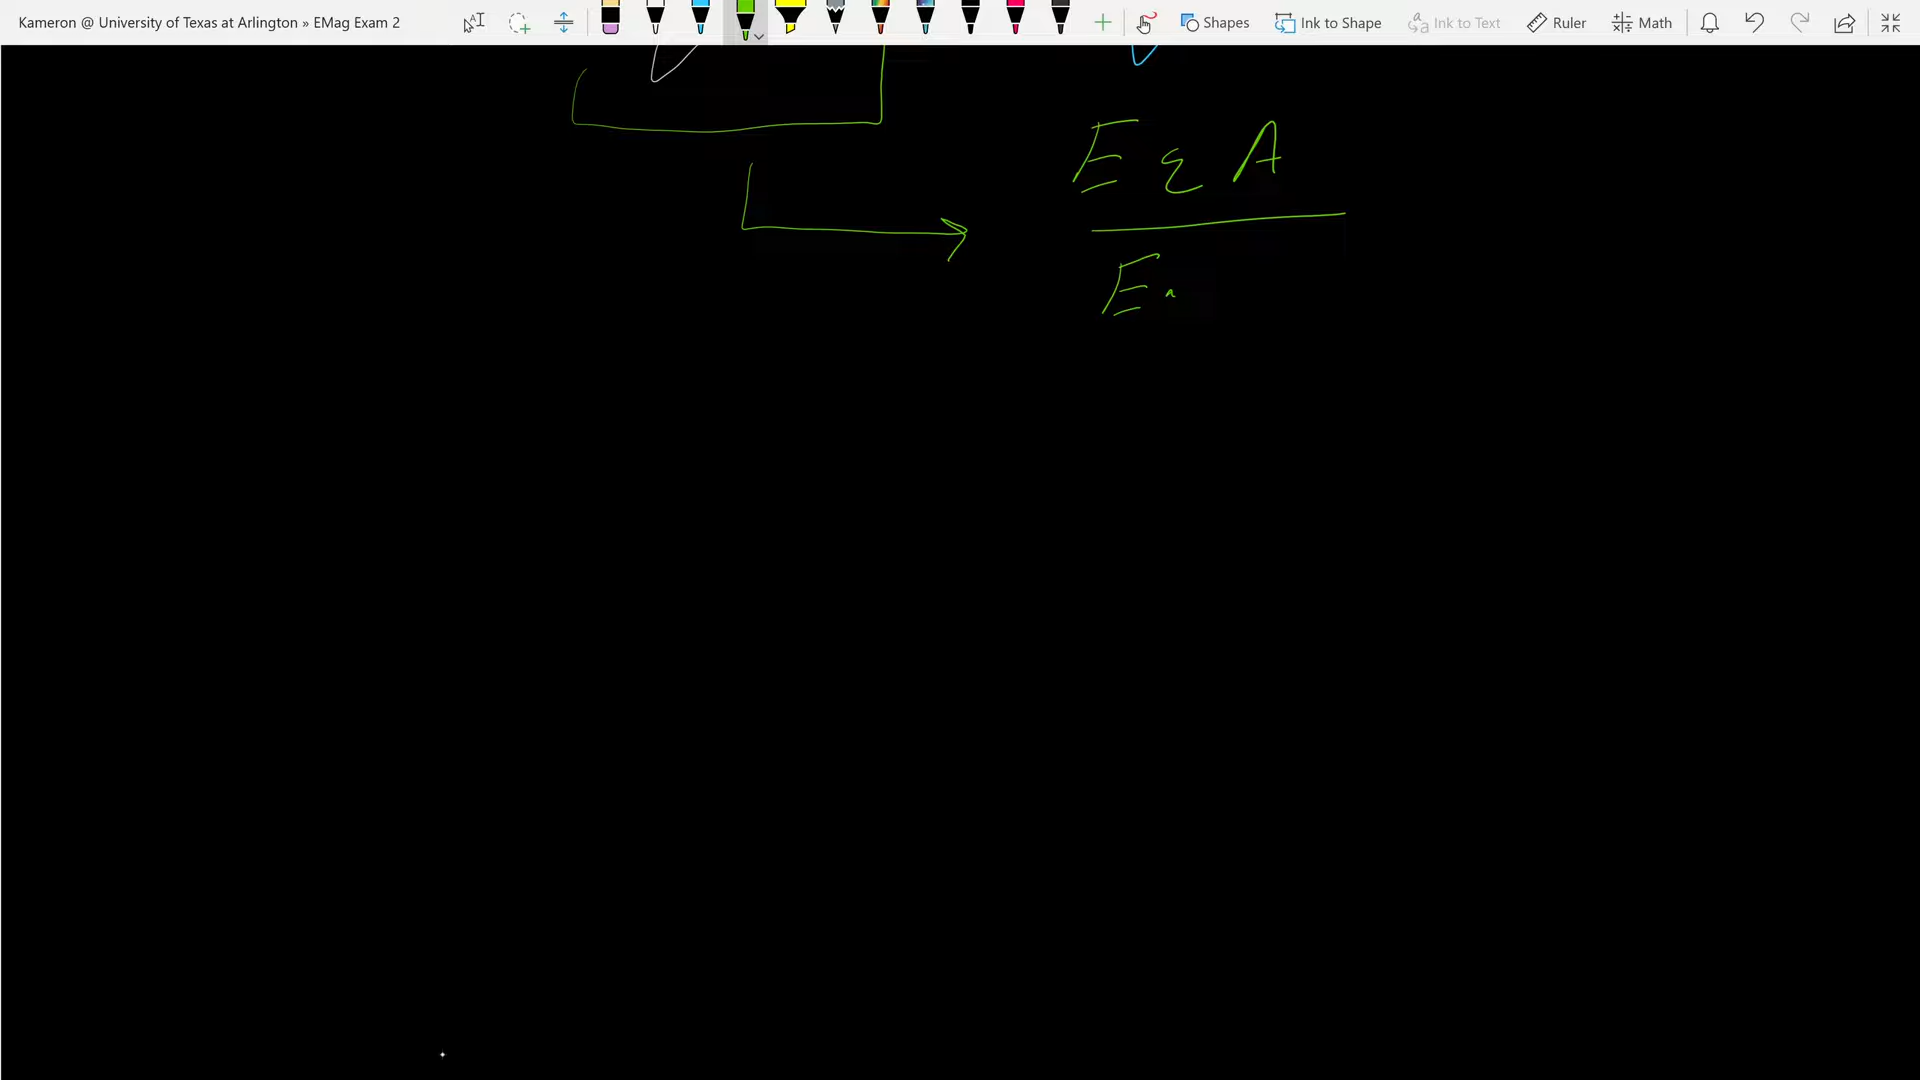 Kameron @ University of Texas at Arlington » EMag Exam 2
Shapes
Ink to Shape
Ink to Text
Ruler
Math
E ε A
E